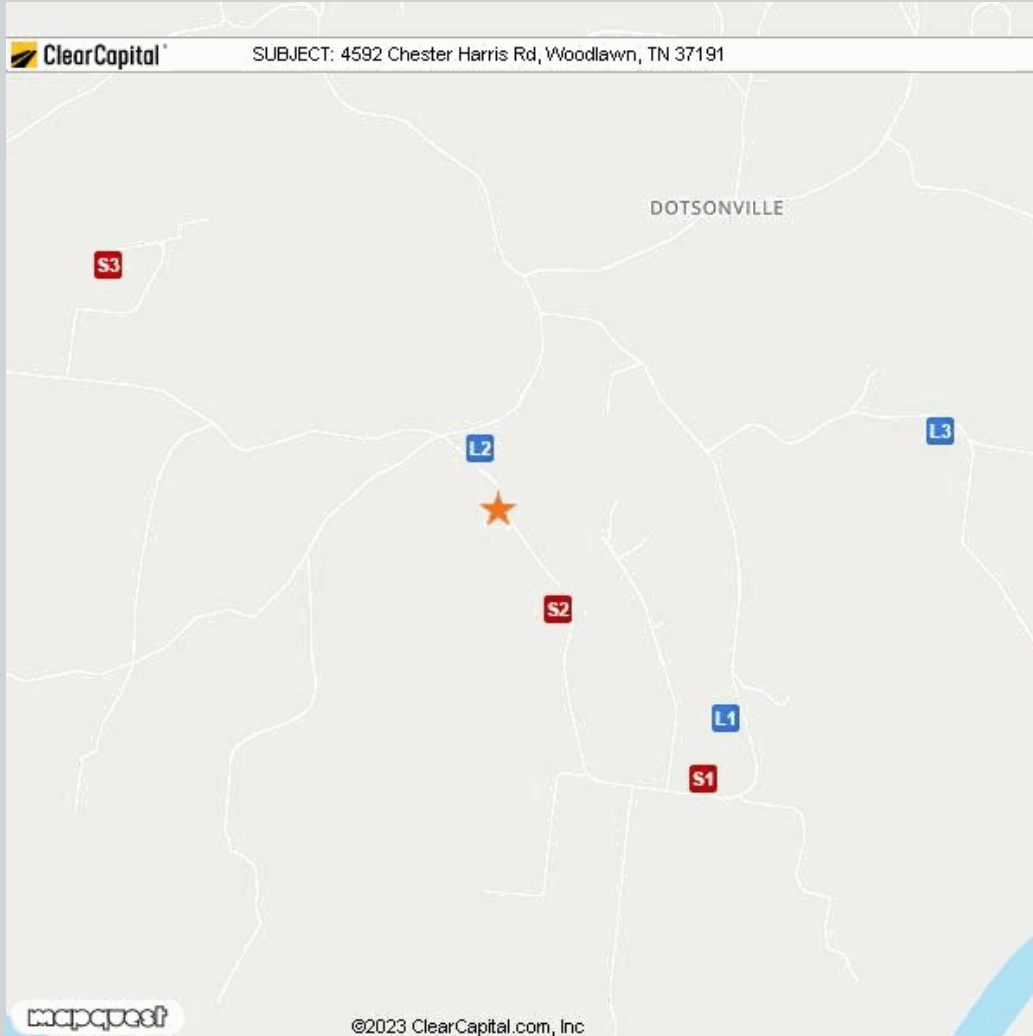 ClearCapital SUBJECT: 4592 Chester Harris Rd, Woodlawn, TN 37191
DOTSONVILLE
S3
L3
L2
S2
L1
S1
mapquest
©2023 ClearCapital.com, Inc